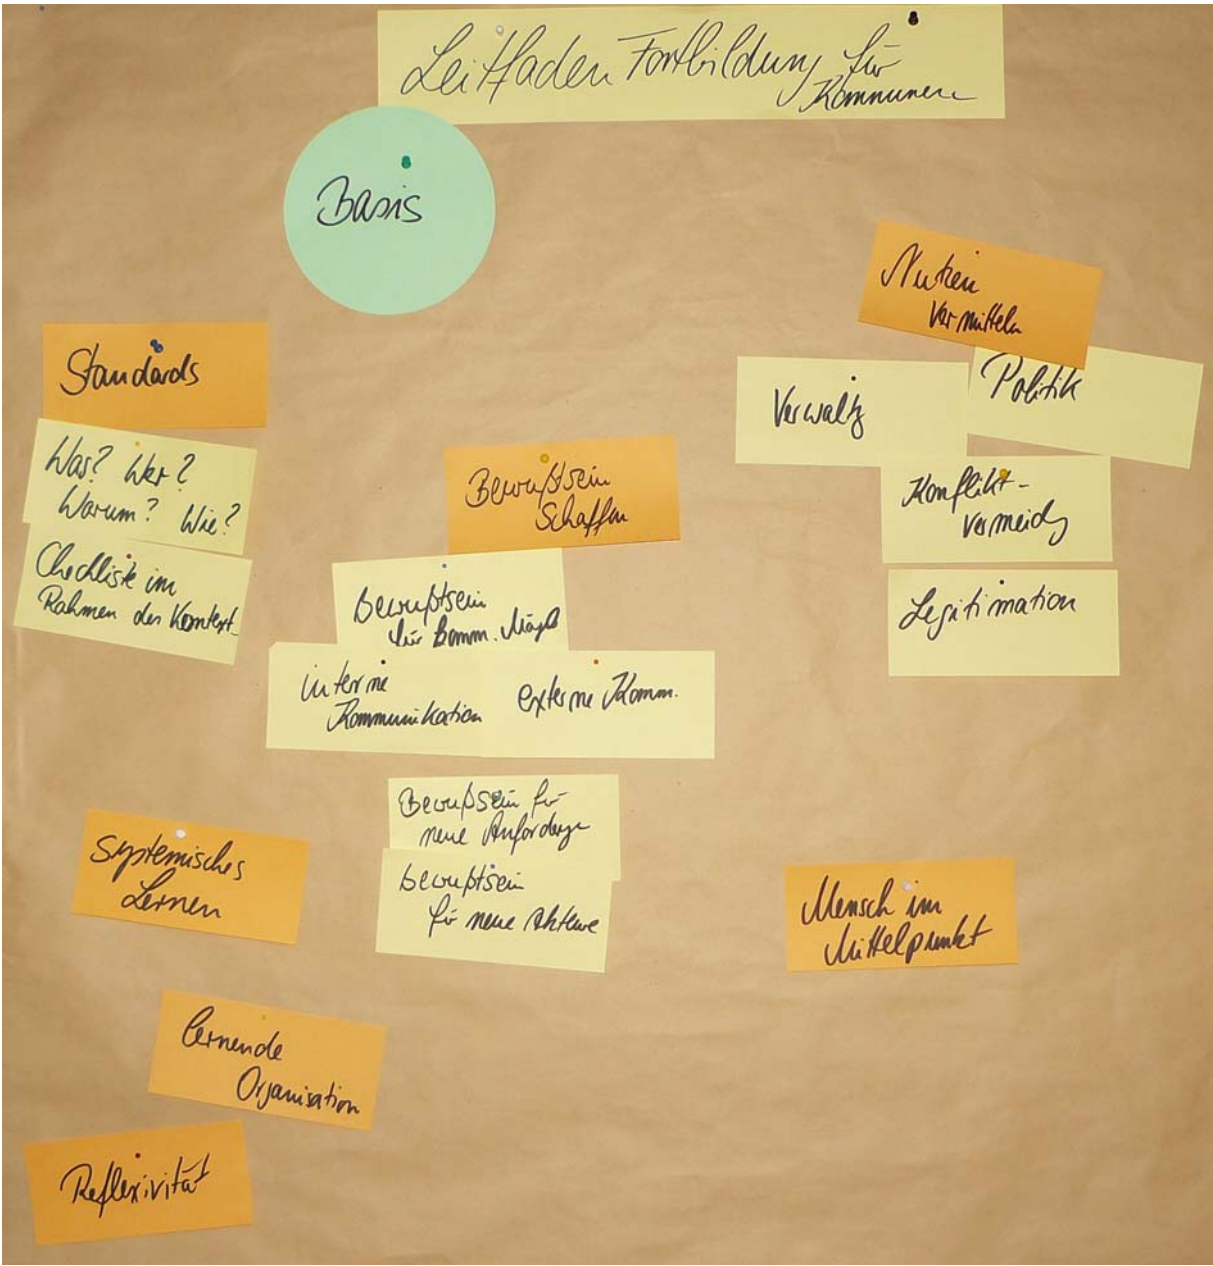 Leitfaden Fortbildung für
Kommunen
Basis
Nutzen
vermitteln
Standards
Politik
Verwaltg
Was? Wer?
Warum? Wie?
Bewußtsein
Schaffen
Konflikt-
vermeidg
Checkliste im
Rahmen des Kontext
Bewußtsein
für Komm.
Legitimation
interne
Kommunikation
externe Komm.
Bewußtsein für
neue Anforderge
Systemisches
Lernen
Bewußtsein
für neue Akteure
Mensch im
Mittelpunkt
lernende
Organisation
Reflexivität